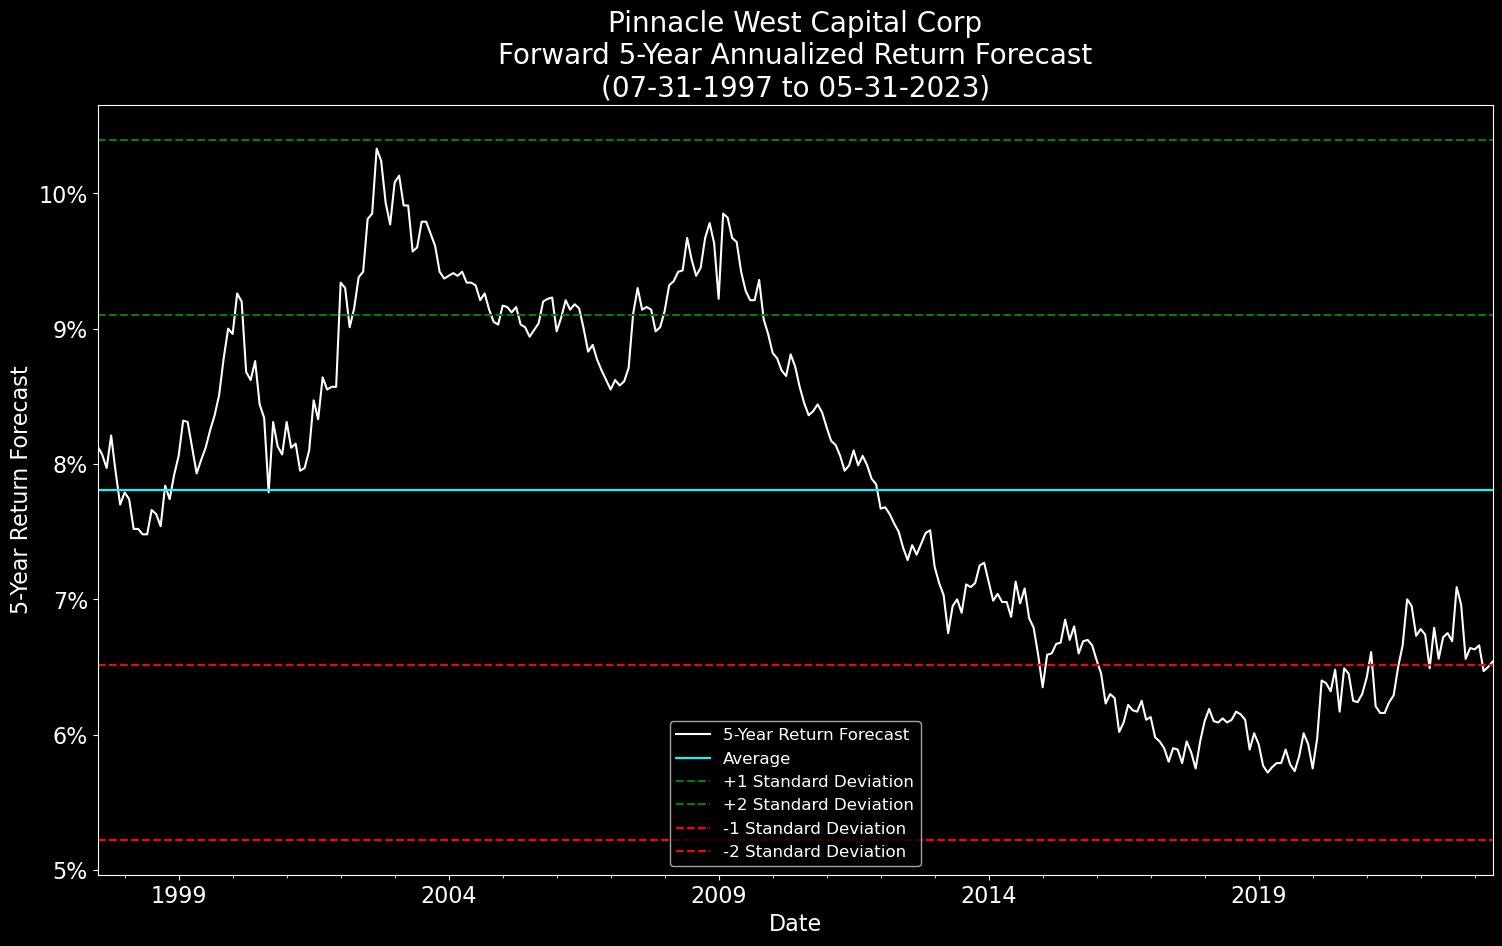 Pinnacle West Capital Corp
Forward 5-Year Annualized Return Forecast
(07-31-1997 to 05-31-2023)
5-Year Return Forecast
10%
9%
8%
7%
6%
5%
5-Year Return Forecast
Average
+1 Standard Deviation
+2 Standard Deviation
-1 Standard Deviation
-2 Standard Deviation
1999
2004
2009
2014
2019
Date